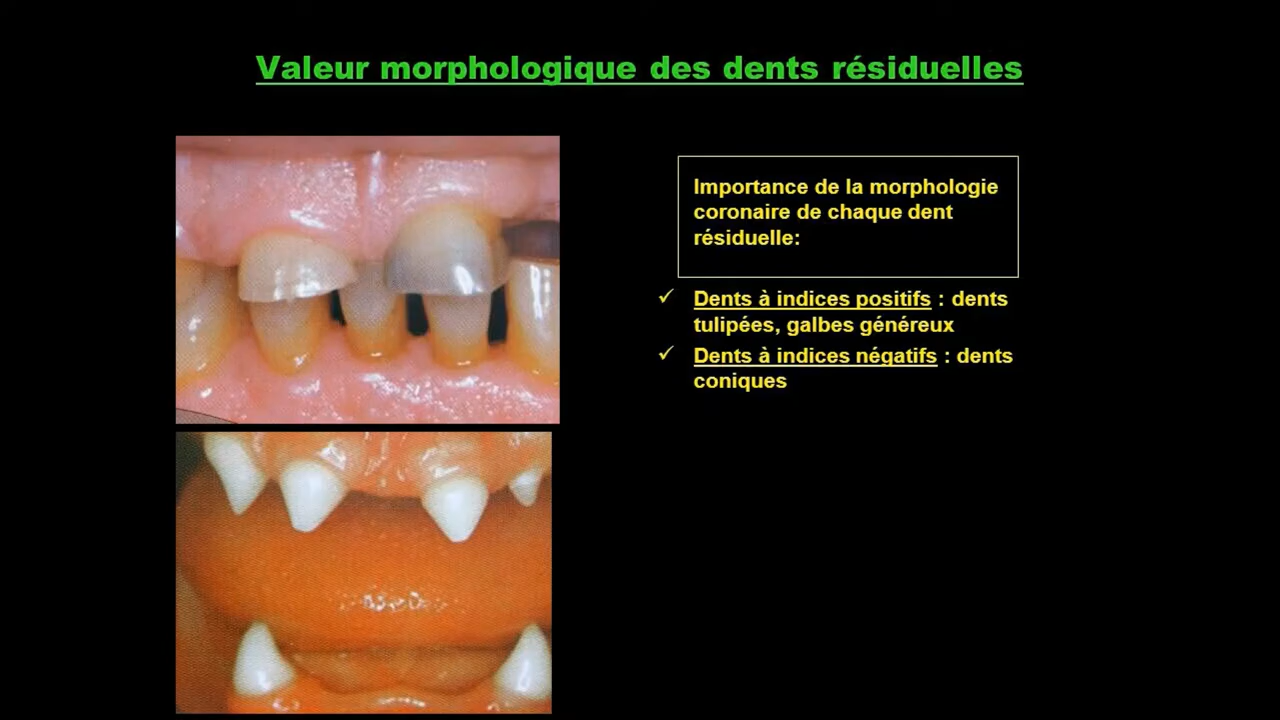 Valeur morphologique des dents résiduelles
Importance de la morphologie
coronaire de chaque dent
résiduelle:
✓ Dents à indices positifs : dents
tulipées, galbes généreux
✓ Dents à indices négatifs : dents
coniques